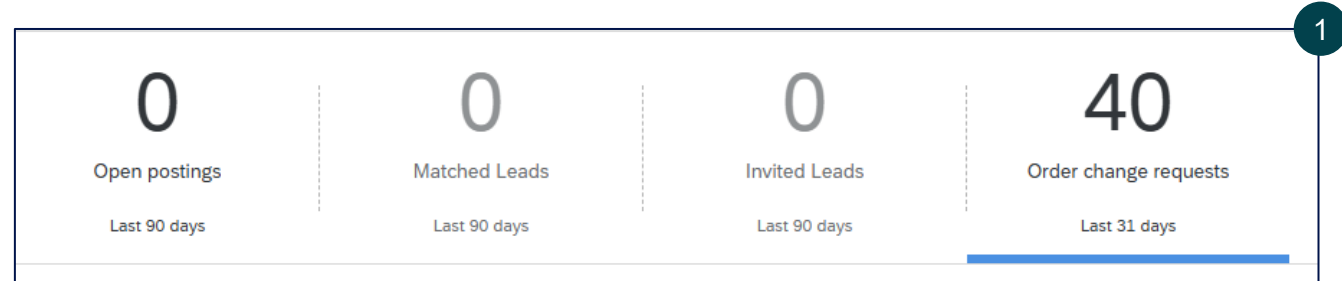 1
0 0 0 40
Open postings Matched Leads Invited Leads Order change requests
Last 90 days Last 90 days Last 90 days Last 31 days